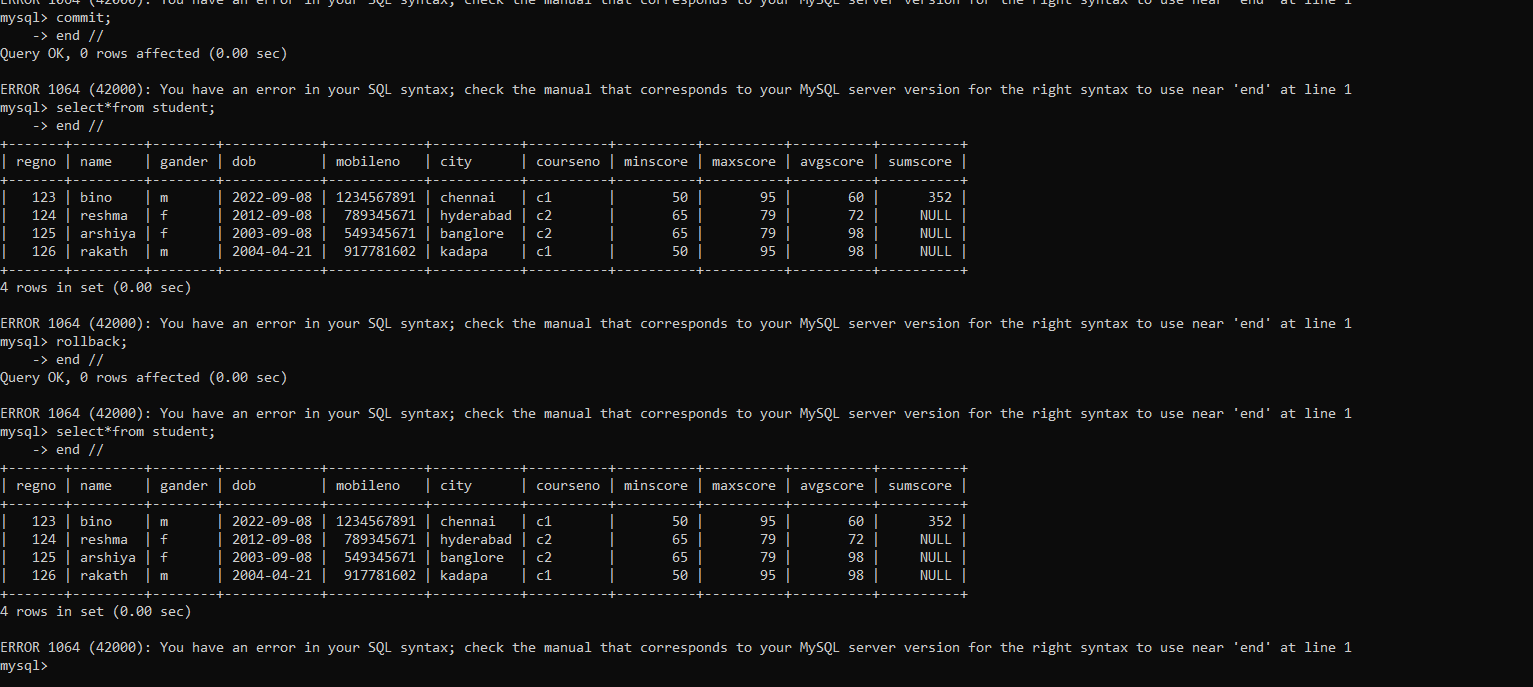 ERROR 1064 (42000): You have an error in your SQL syntax; check the manual that corresponds to your MySQL server version for the right syntax to use near 'end' at line 1
mysql> commit;
    -> end //
Query OK, 0 rows affected (0.00 sec)

ERROR 1064 (42000): You have an error in your SQL syntax; check the manual that corresponds to your MySQL server version for the right syntax to use near 'end' at line 1
mysql> select*from student;
    -> end //
+-------+---------+--------+------------+------------+-----------+----------+----------+----------+----------+----------+
| regno | name    | gander | dob        | mobileno   | city      | courseno | minscore | maxscore | avgscore | sumscore |
+-------+---------+--------+------------+------------+-----------+----------+----------+----------+----------+----------+
|   123 | bino    | m      | 2022-09-08 | 1234567891 | chennai   | c1       |       50 |       95 |       60 |      352 |
|   124 | reshma  | f      | 2012-09-08 |  789345671 | hyderabad | c2       |       65 |       79 |       72 |     NULL |
|   125 | arshiya | f      | 2003-09-08 |  549345671 | banglore  | c2       |       65 |       79 |       98 |     NULL |
|   126 | rakath  | m      | 2004-04-21 |  917781602 | kadapa    | c1       |       50 |       95 |       98 |     NULL |
+-------+---------+--------+------------+------------+-----------+----------+----------+----------+----------+----------+
4 rows in set (0.00 sec)

ERROR 1064 (42000): You have an error in your SQL syntax; check the manual that corresponds to your MySQL server version for the right syntax to use near 'end' at line 1
mysql> rollback;
    -> end //
Query OK, 0 rows affected (0.00 sec)

ERROR 1064 (42000): You have an error in your SQL syntax; check the manual that corresponds to your MySQL server version for the right syntax to use near 'end' at line 1
mysql> select*from student;
    -> end //
+-------+---------+--------+------------+------------+-----------+----------+----------+----------+----------+----------+
| regno | name    | gander | dob        | mobileno   | city      | courseno | minscore | maxscore | avgscore | sumscore |
+-------+---------+--------+------------+------------+-----------+----------+----------+----------+----------+----------+
|   123 | bino    | m      | 2022-09-08 | 1234567891 | chennai   | c1       |       50 |       95 |       60 |      352 |
|   124 | reshma  | f      | 2012-09-08 |  789345671 | hyderabad | c2       |       65 |       79 |       72 |     NULL |
|   125 | arshiya | f      | 2003-09-08 |  549345671 | banglore  | c2       |       65 |       79 |       98 |     NULL |
|   126 | rakath  | m      | 2004-04-21 |  917781602 | kadapa    | c1       |       50 |       95 |       98 |     NULL |
+-------+---------+--------+------------+------------+-----------+----------+----------+----------+----------+----------+
4 rows in set (0.00 sec)

ERROR 1064 (42000): You have an error in your SQL syntax; check the manual that corresponds to your MySQL server version for the right syntax to use near 'end' at line 1
mysql>